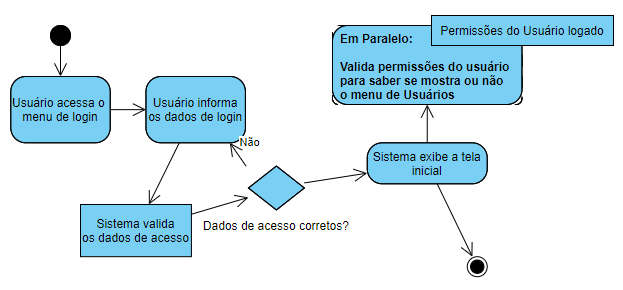 Usuário acessa o
menu de login
Usuário informa
os dados de login
Em Paralelo:
Valida permissões do usuário
para saber se mostra ou não
o menu de Usuários
Permissões do Usuário logado
Não
Sistema exibe a tela
inicial
Sistema valida
os dados de acesso
Dados de acesso corretos?